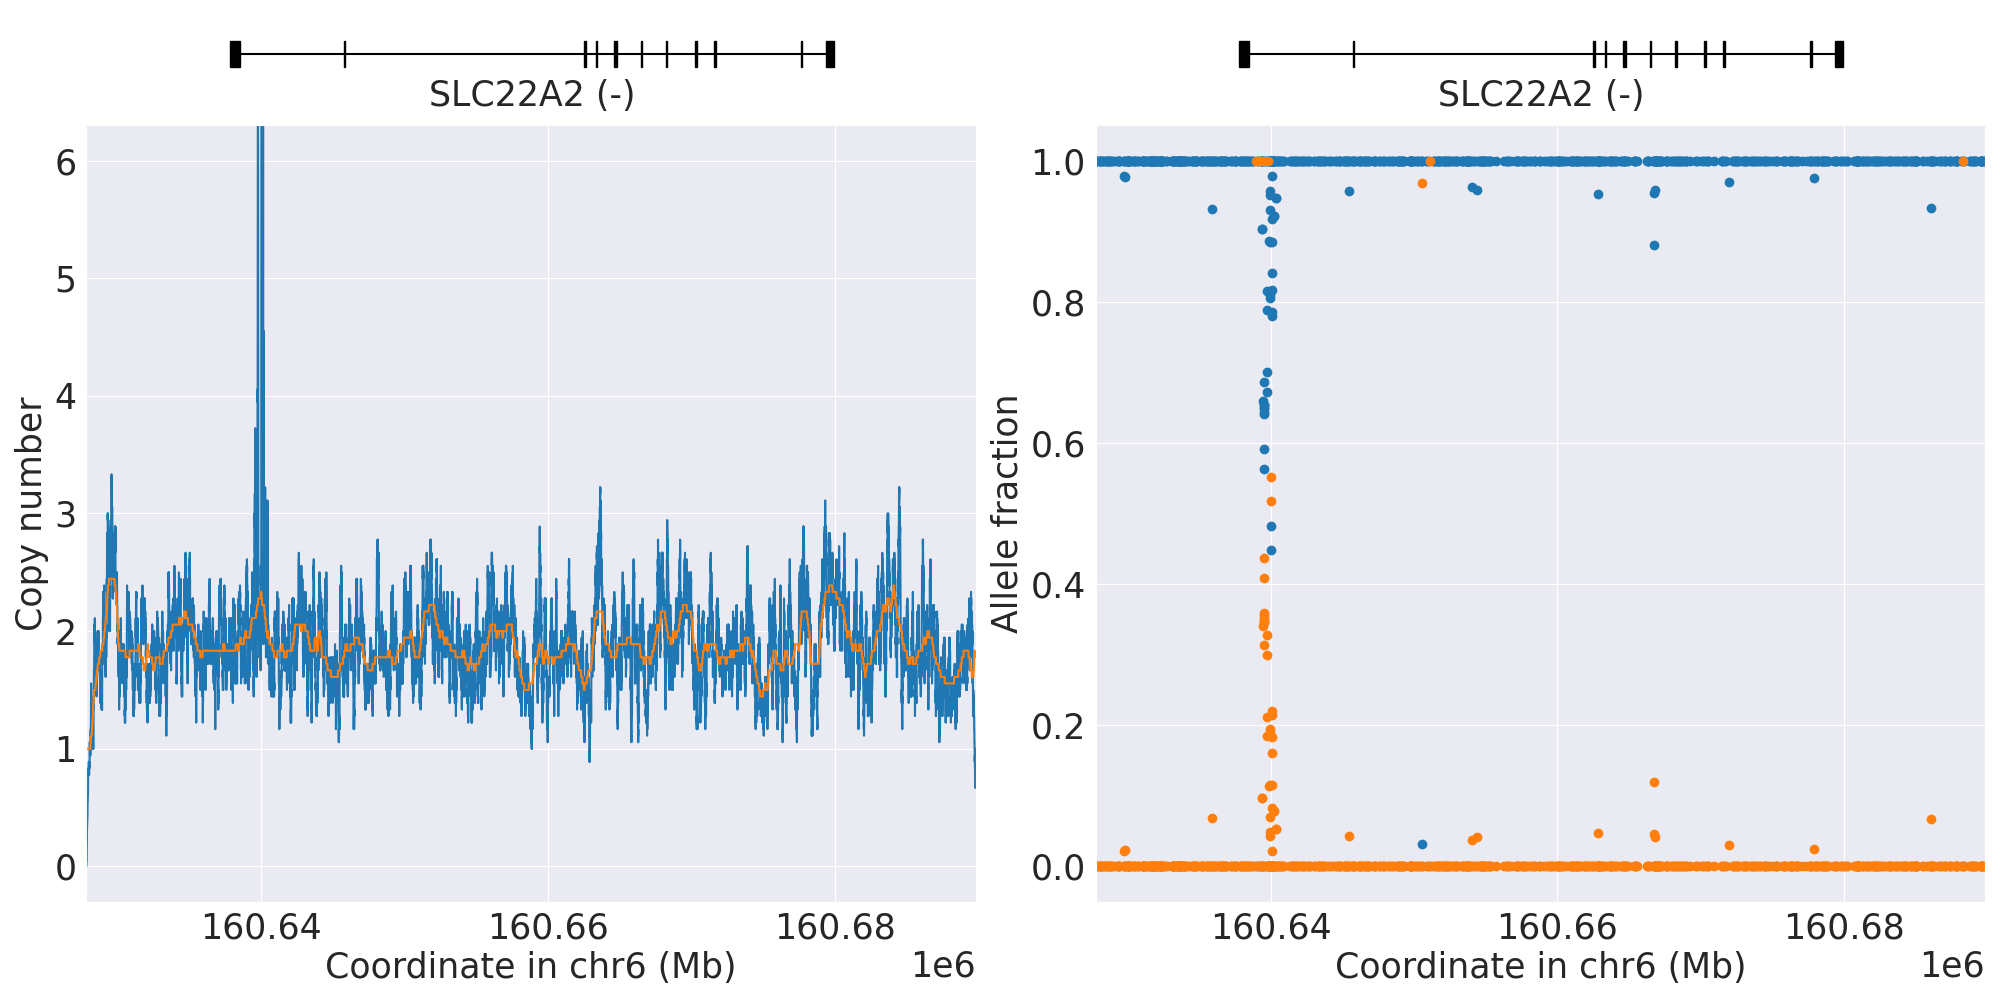 SLC22A2 (-)
6
5
4
3
2
1
0
Copy number
160.64
160.66
160.68
Coordinate in chr6 (Mb)
1e6
SLC22A2 (-)
1.0
0.8
0.6
0.4
0.2
0.0
Allele fraction
160.64
160.66
160.68
Coordinate in chr6 (Mb)
1e6